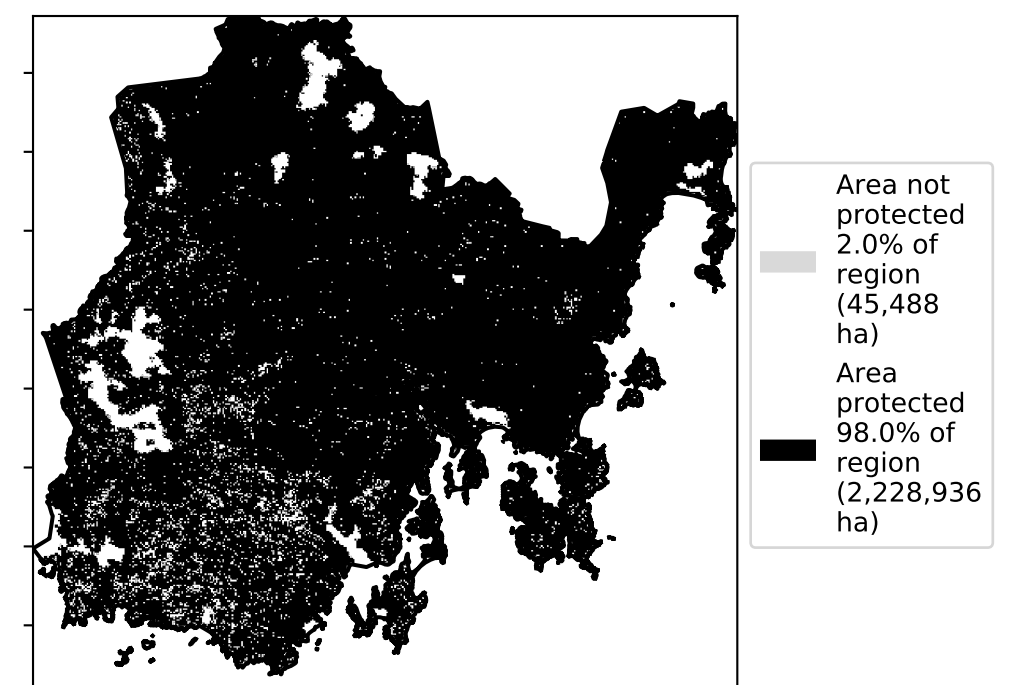 Area not
protected
2.0% of
region
(45,488
ha)
Area
protected
98.0% of
region
(2,228,936
ha)